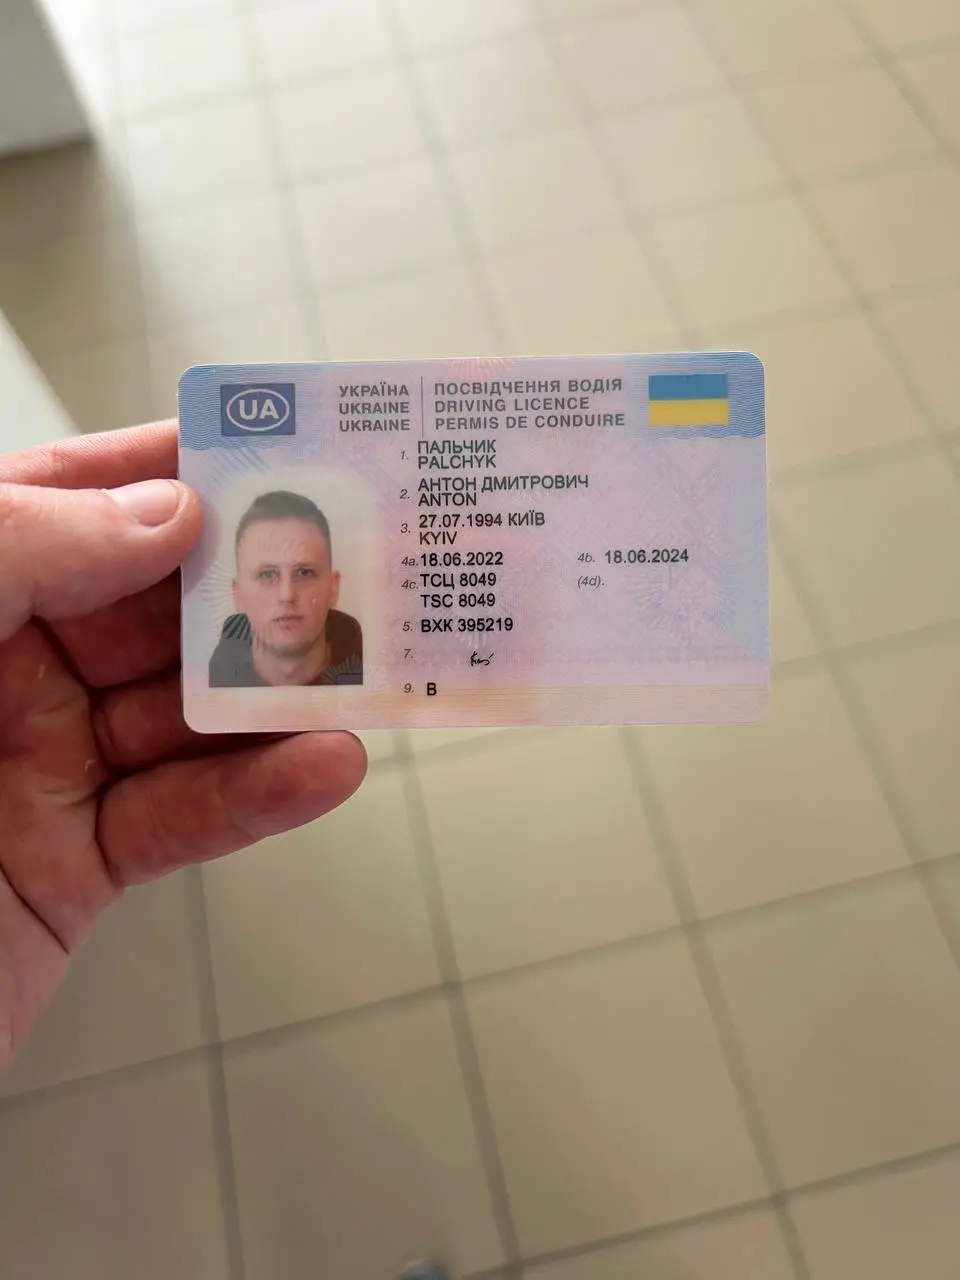 UA
УКРАЇНА
UKRAINE
UKRAINE
ПОСВІДЧЕННЯ ВОДІЯ
DRIVING LICENCE
PERMIS DE CONDUIRE
1. ПАЛЬЧИК
PALCHYK
2. АНТОН ДМИТРОВИЧ
ANTON
3. 27.07.1994 КИЇВ
KYIV
4a. 18.06.2022 4b. 18.06.2024
4c. ТСЦ 8049 (4d).
TSC 8049
5. ВХК 395219
7.
9. B